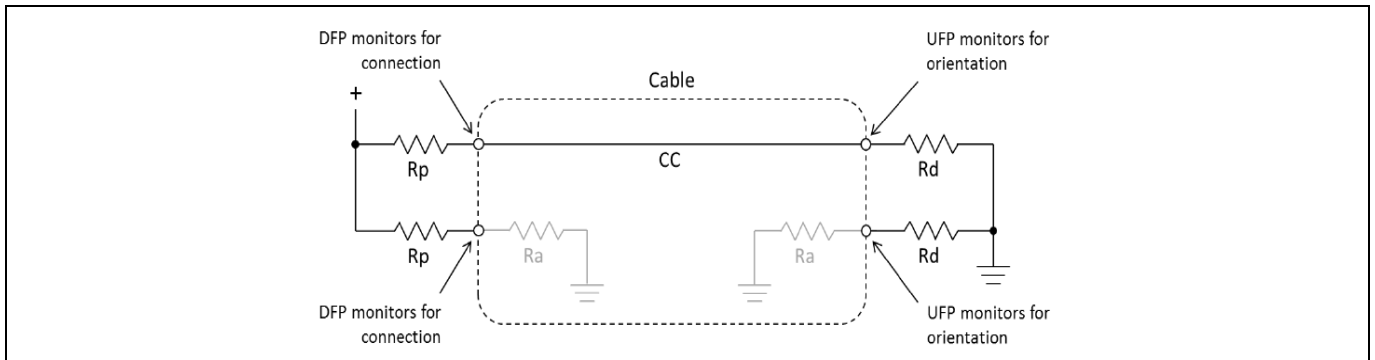 DFP monitors for
connection
UFP monitors for
orientation
Cable
+
Rp
CC
Rd
Rp
Ra
Ra
Rd
DFP monitors for
connection
UFP monitors for
orientation